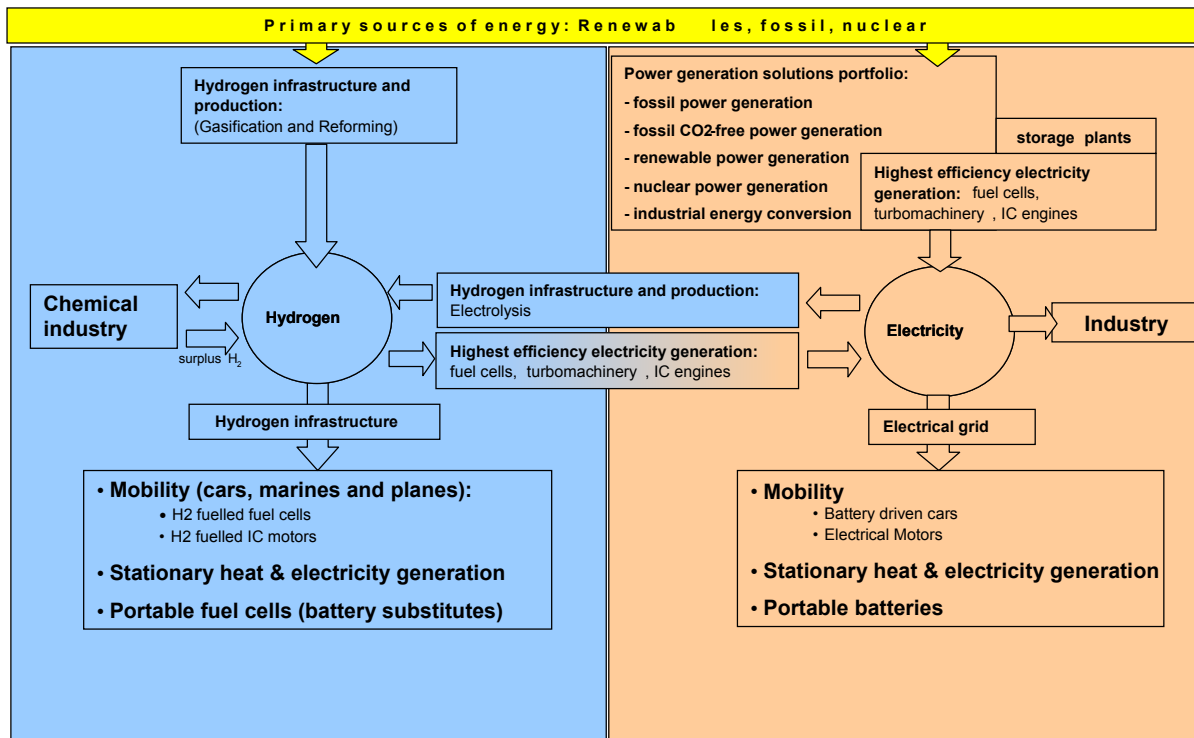 Primary sources of energy: Renewab les, fossil, nuclear
Hydrogen infrastructure and
production:
(Gasification and Reforming)
Power generation solutions portfolio:
- fossil power generation
- fossil CO2-free power generation
- renewable power generation
- nuclear power generation
- industrial energy conversion
storage plants
Highest efficiency electricity
generation: fuel cells,
turbomachinery , IC engines
Chemical
industry
surplus H2
Hydrogen
Hydrogen infrastructure and production:
Electrolysis
Highest efficiency electricity generation:
fuel cells, turbomachinery , IC engines
Electricity
Industry
Hydrogen infrastructure
Electrical grid
• Mobility (cars, marines and planes):
• H2 fuelled fuel cells
• H2 fuelled IC motors
• Stationary heat & electricity generation
• Portable fuel cells (battery substitutes)
• Mobility
• Battery driven cars
• Electrical Motors
• Stationary heat & electricity generation
• Portable batteries